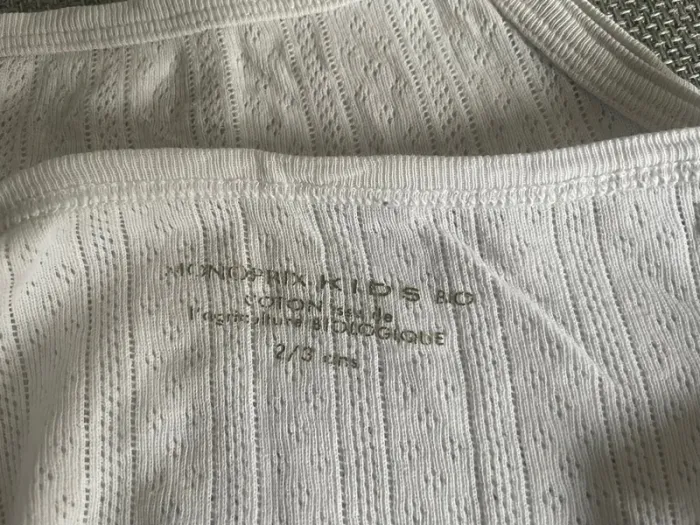 MONOPRIX KIDS BIO
COTON issu de
l'agriculture BIOLOGIQUE
2/3 ans